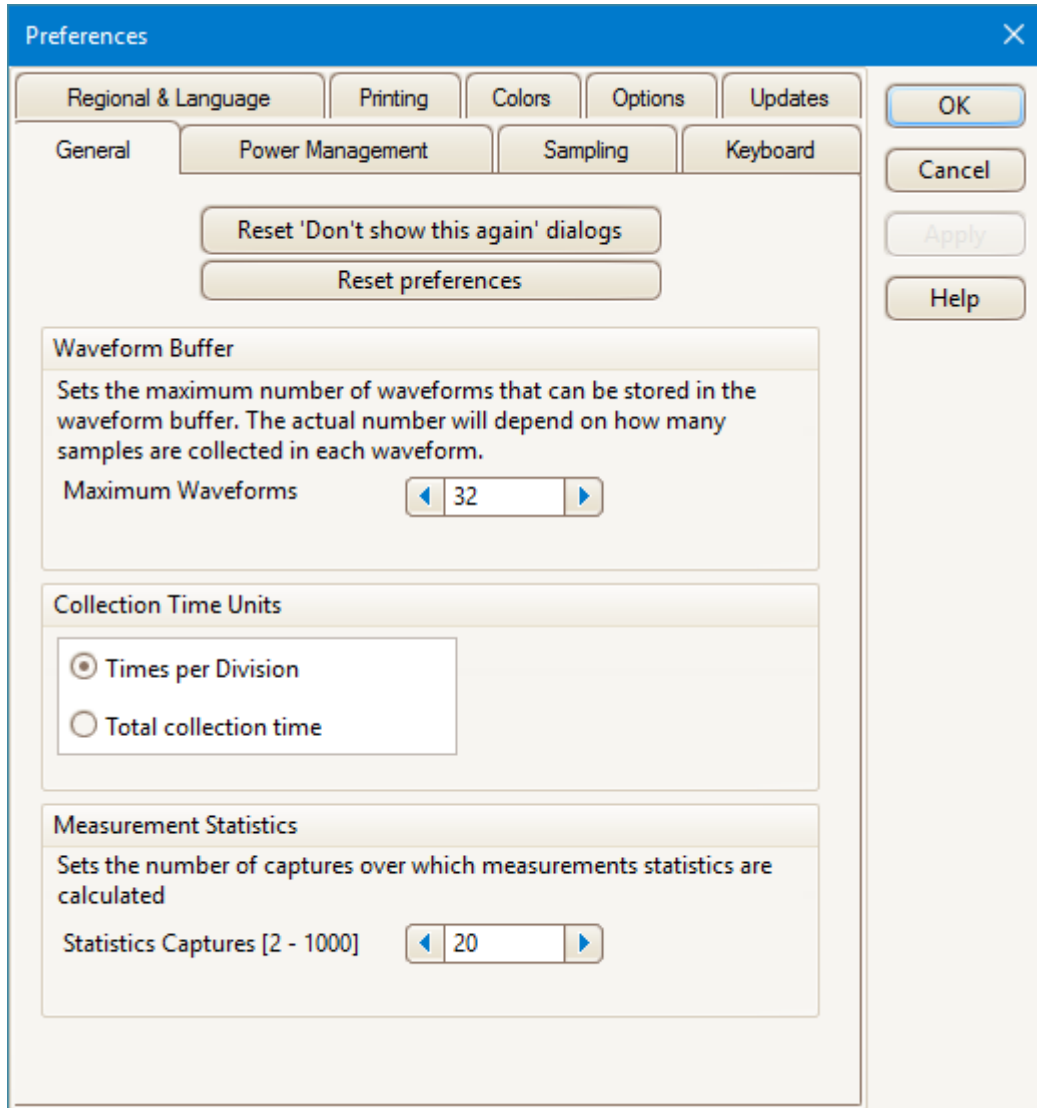 Preferences
Regional & Language
Printing
Colors
Options
Updates
General
Power Management
Sampling
Keyboard
OK
Cancel
Apply
Help
Reset 'Don't show this again' dialogs
Reset preferences
Waveform Buffer
Sets the maximum number of waveforms that can be stored in the
waveform buffer. The actual number will depend on how many
samples are collected in each waveform.
Maximum Waveforms
32
Collection Time Units
Times per Division
Total collection time
Measurement Statistics
Sets the number of captures over which measurements statistics are
calculated
Statistics Captures [2 - 1000]
20